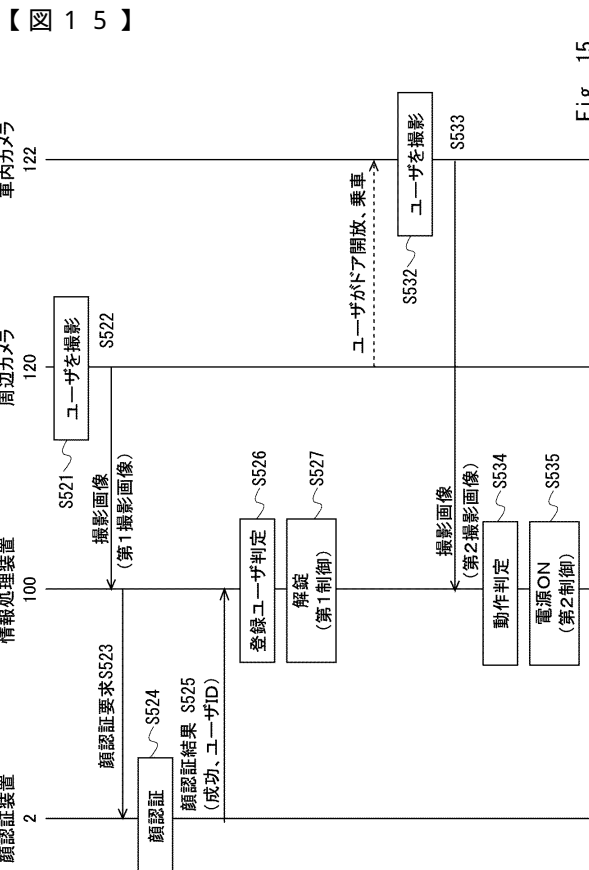 【図15】
顔認証装置
2
情報処理装置
100
周辺カメラ
120
車内カメラ
122
ユーザを撮影
S521
S522
撮影画像
(第1撮影画像)
顔認証要求S523
顔認証
S524
顔認証結果 S525
(成功、ユーザID)
登録ユーザ判定
S526
解錠
(第1制御)
S527
ユーザがドア開放、乗車
ユーザを撮影
S532
S533
撮影画像
(第2撮影画像)
動作判定
S534
電源ON
(第2制御)
S535
Fig. 15